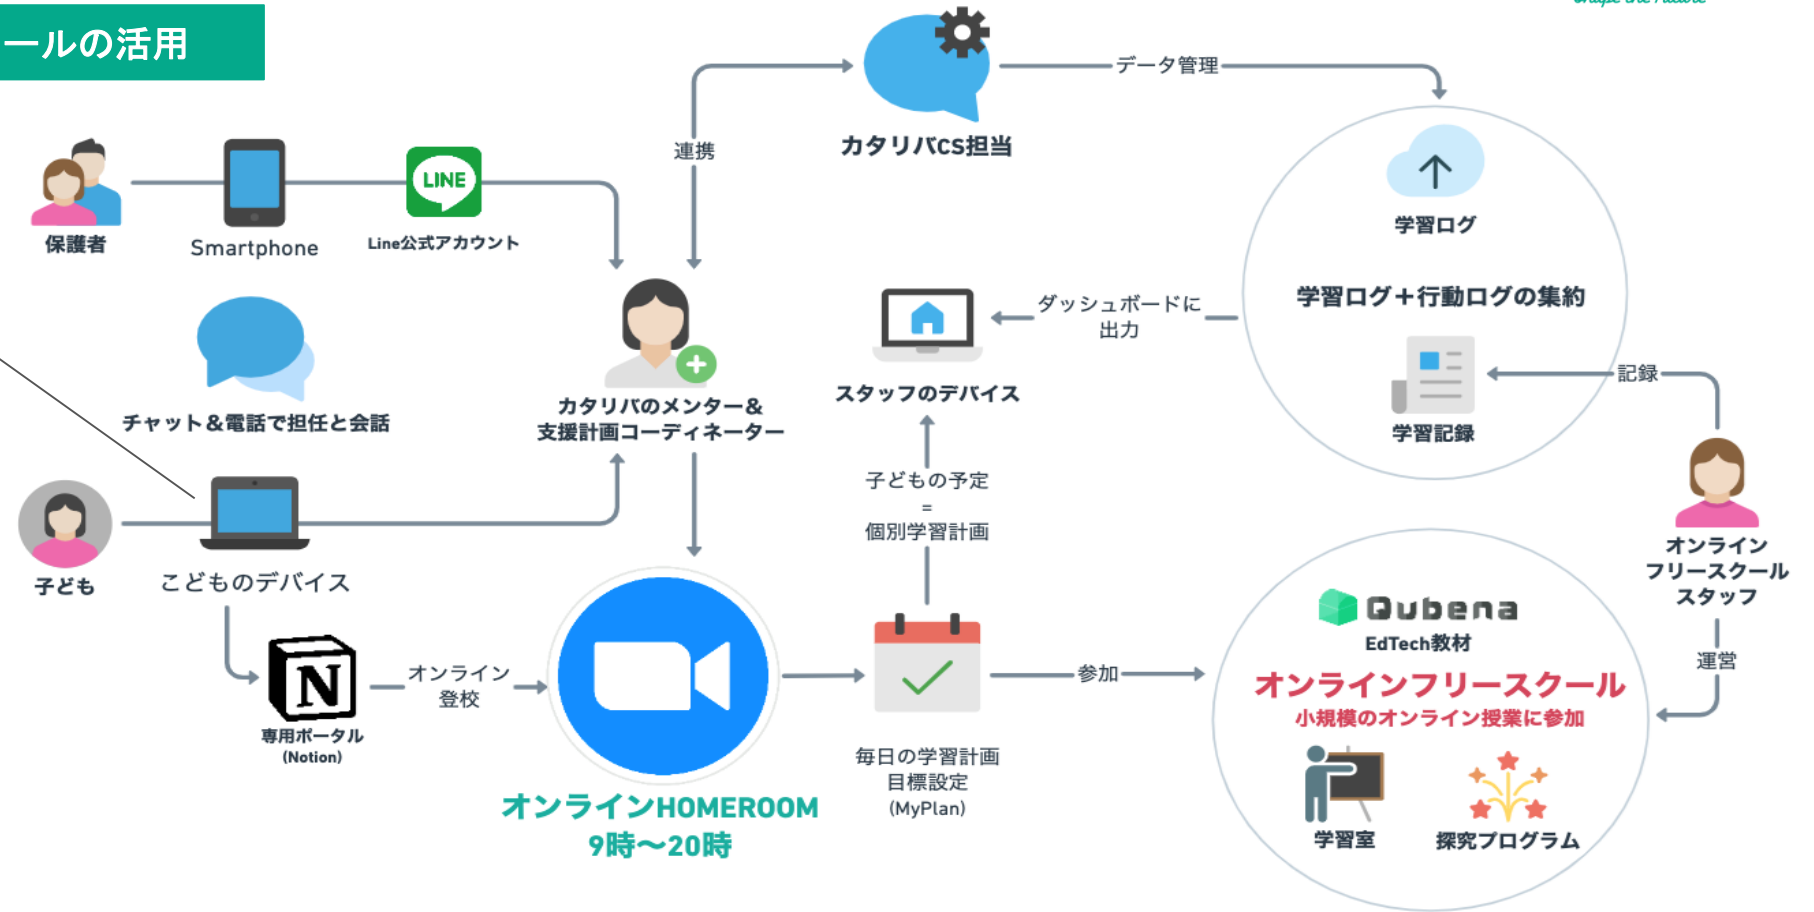 ールの活用
データ管理
連携
カタリバCS担当
LINE
保護者
Smartphone
Line公式アカウント
学習ログ
学習ログ＋行動ログの集約
ダッシュボードに
出力
記録
学習記録
スタッフのデバイス
カタリバのメンター＆
支援計画コーディネーター
チャット＆電話で担任と会話
子どもの予定
=
個別学習計画
子ども
こどものデバイス
オンライン
フリースクール
スタッフ
運営
N
専用ポータル
(Notion)
オンライン
登校
オンラインHOMEROOM
9時〜20時
毎日の学習計画
目標設定
(MyPlan)
参加
Qubena
EdTech教材
オンラインフリースクール
小規模のオンライン授業に参加
学習室
探究プログラム